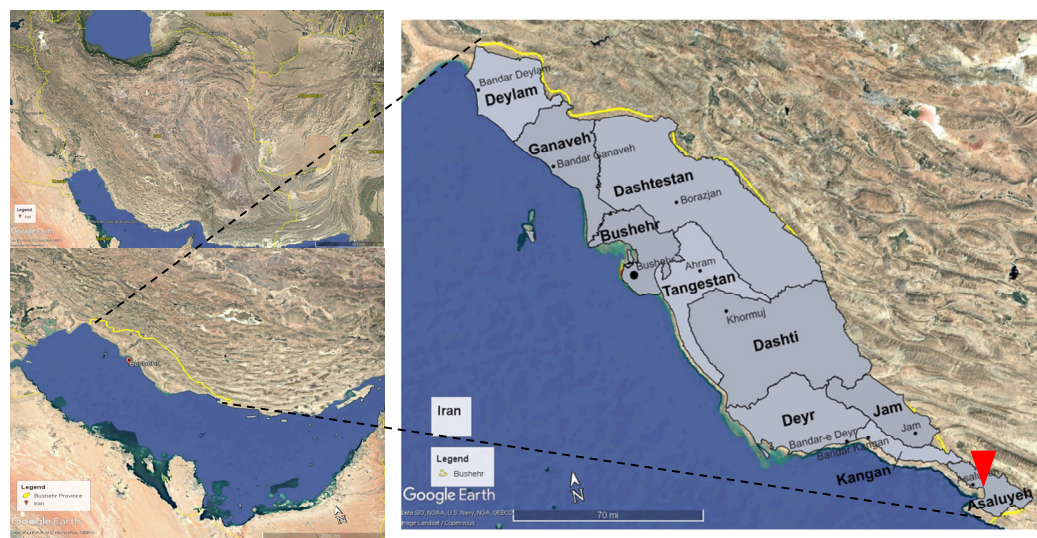 Legend
Iran
Google Earth
Bushehr
Legend
Bushehr Province
Iran
Google Earth
N
Bandar Deylam
Deylam
Ganaveh
Bandar Ganaveh
Dashtestan
Borazjan
Bushehr
Bushehr
Ahram
Tangestan
Khormuj
Dashti
Deyr
Jam
Jam
Bandar-e Deyr
Bandar Kangan
Kangan
Asaluyeh
Iran
Legend
Bushehr
Google Earth
N
Data SIO, NOAA, U.S. Navy, NGA, GEBCO
Image Landsat / Copernicus
70 mi